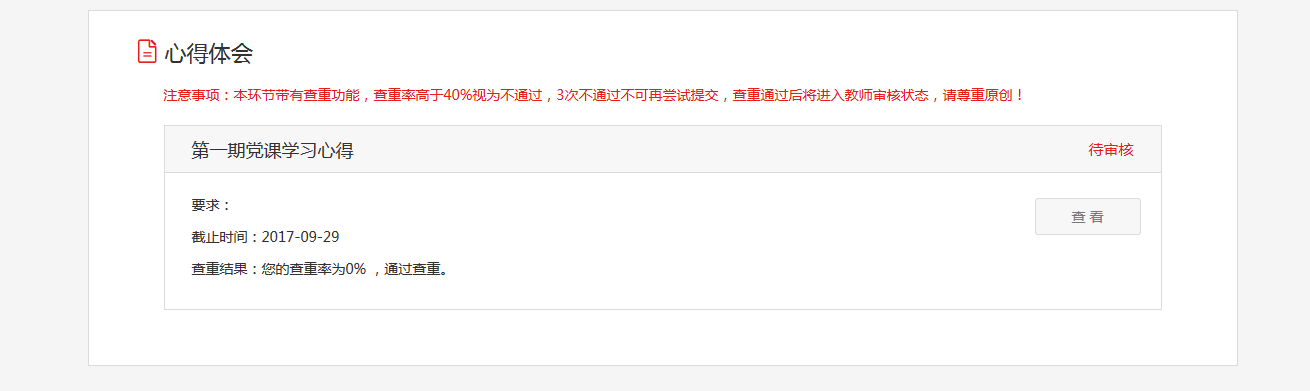 心得体会
注意事项：本环节带有查重功能，查重率高于40%视为不通过，3次不通过不可再尝试提交，查重通过后将进入教师审核状态，请尊重原创！
第一期党课学习心得
待审核
要求：
查 看
截止时间：2017-09-29
查重结果：您的查重率为0% ，通过查重。